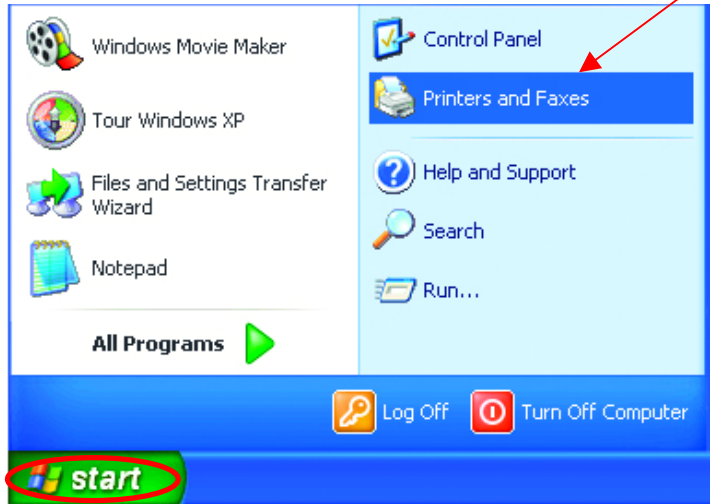 Windows Movie Maker
Tour Windows XP
Files and Settings Transfer
Wizard
Notepad
All Programs
Control Panel
Printers and Faxes
Help and Support
Search
Run...
Log Off
Turn Off Computer
start